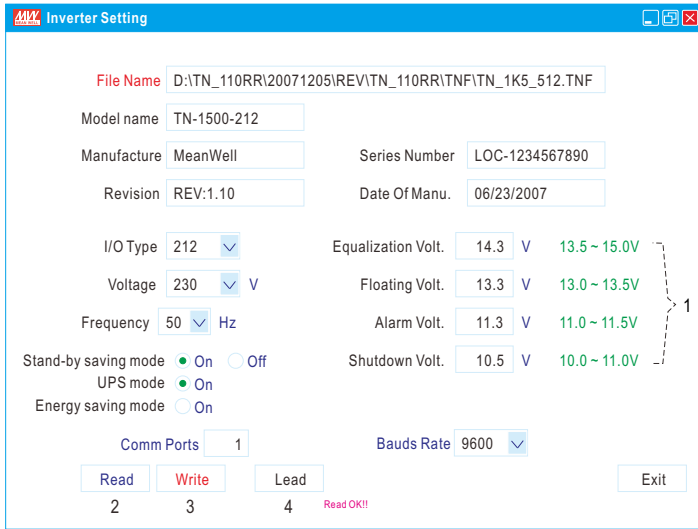 MW MEAN WELL Inverter Setting
File Name D:\TN_110RR\20071205\REV\TN_110RR\TNF\TN_1K5_512.TNF
Model name TN-1500-212
Manufacture MeanWell Series Number LOC-1234567890
Revision REV:1.10 Date Of Manu. 06/23/2007
I/O Type 212 Equalization Volt. 14.3 V 13.5 ~ 15.0V
Voltage 230 V Floating Volt. 13.3 V 13.0 ~ 13.5V
1
Frequency 50 Hz Alarm Volt. 11.3 V 11.0 ~ 11.5V
Stand-by saving mode On Off Shutdown Volt. 10.5 V 10.0 ~ 11.0V
UPS mode On
Energy saving mode On
Comm Ports 1 Bauds Rate 9600
Read Write Lead Exit
2 3 4 Read OK!!